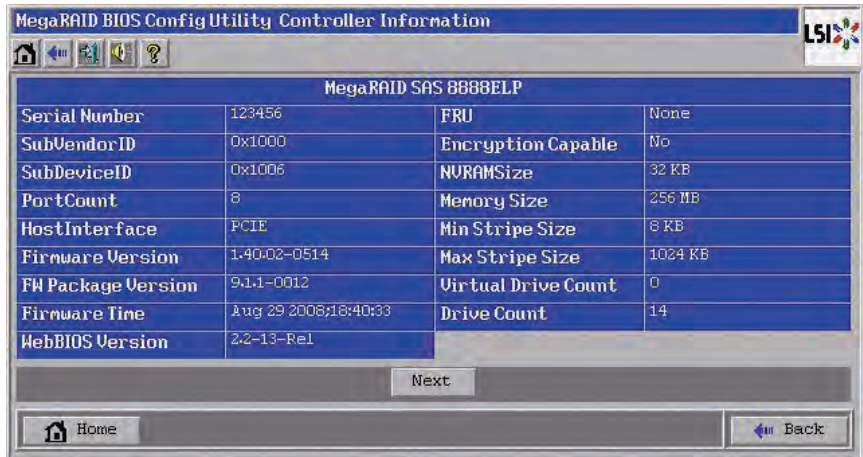 MegaRAID BIOS Config Utility Controller Information
LSI
?
MegaRAID SAS 8888ELP
Serial Number 123456 FRU None
SubVendorID 0x1000 Encryption Capable No
SubDeviceID 0x1006 NVRAMSize 32 KB
PortCount 8 Memory Size 256 MB
HostInterface PCIE Min Stripe Size 8 KB
Firmware Version 1.40.02-0514 Max Stripe Size 1024 KB
FW Package Version 9.1.1-0012 Virtual Drive Count 0
Firmware Time Aug 29 2008;18:40:33 Drive Count 14
WebBIOS Version 2.2-13-Rel
Next
Home Back